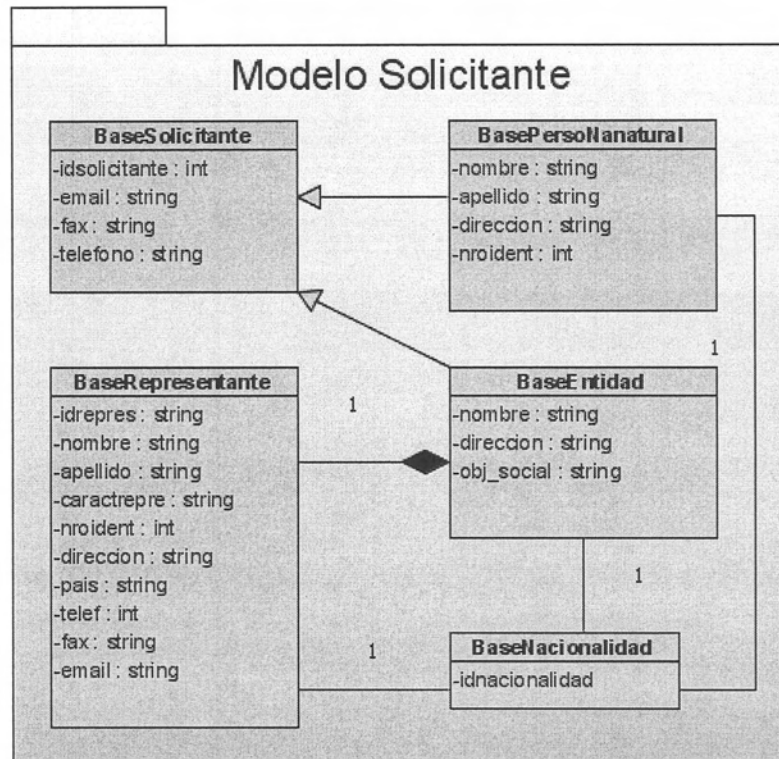 Modelo Solicitante
BaseSolicitante
-idsolicitante : int
-email : string
-fax : string
-telefono : string
BasePersoNanatural
-nombre : string
-apellido : string
-direccion : string
-nroident : int
1
BaseRepresentante
-idrepres : string
-nombre : string
-apellido : string
-caractrepre : string
-nroident : int
-direccion : string
-pais : string
-telef : int
-fax : string
-email : string
1
BaseEntidad
-nombre : string
-direccion : string
-obj_social : string
1
1
BaseNacionalidad
-idnacionalidad